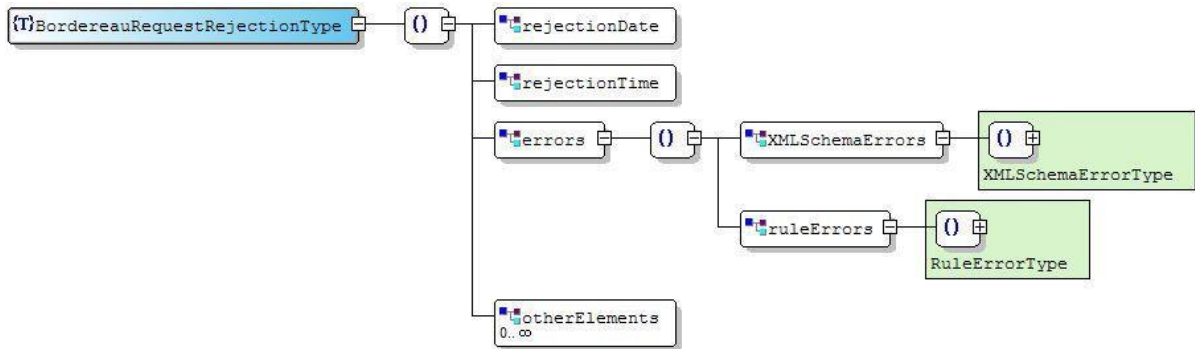 {T}BordereauRequestRejectionType
()
rejectionDate
rejectionTime
errors
()
XMLSchemaErrors
()
XMLSchemaErrorType
ruleErrors
()
RuleErrorType
otherElements
0..∞